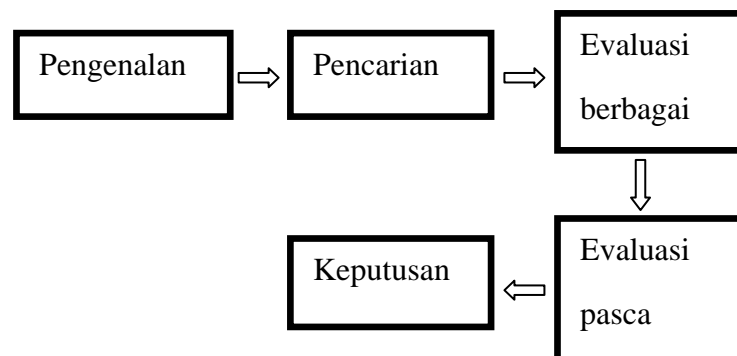 Pengenalan
Pencarian
Evaluasi
berbagai
Evaluasi
pasca
Keputusan